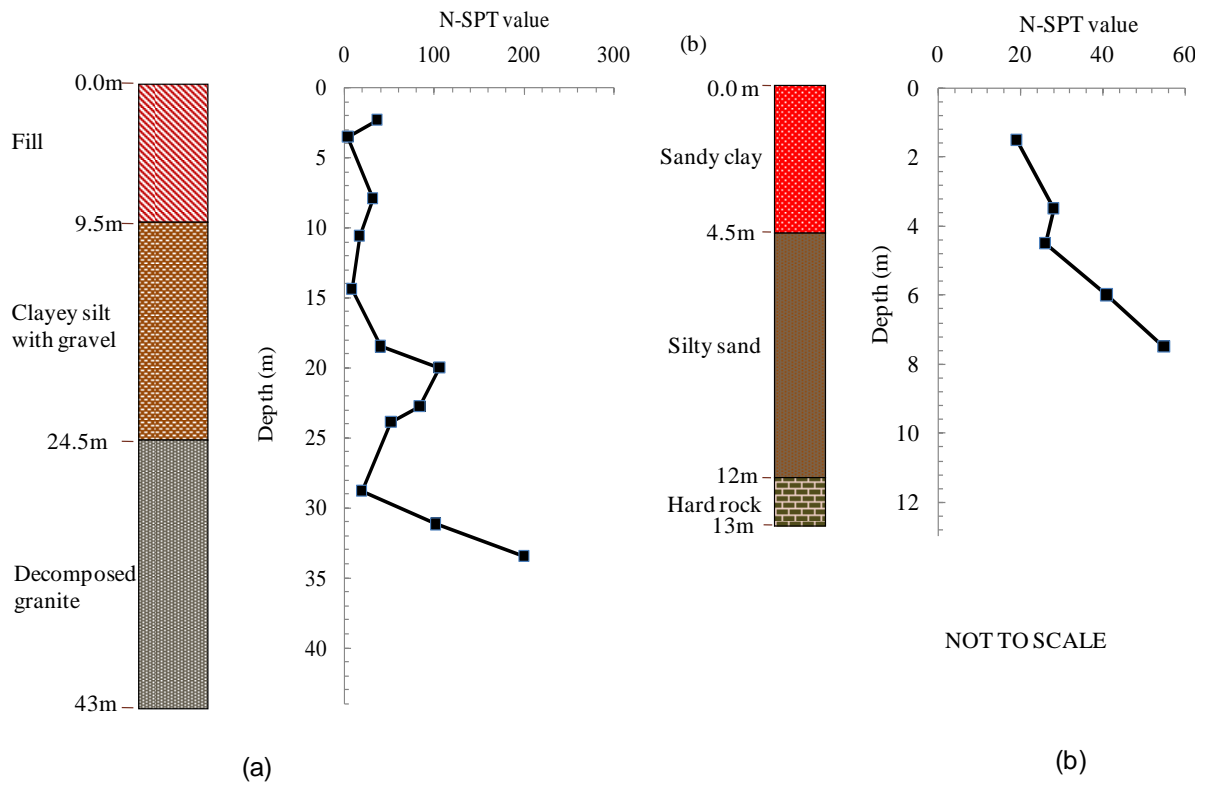 0.0m
Fill
9.5m
Clayey silt
with gravel
24.5m
Decomposed
granite
43m
N-SPT value
0 100 200 300
0
5
10
15
20
25
30
35
40
Depth (m)
(a)
(b)
0.0 m
Sandy clay
4.5m
Silty sand
12m
Hard rock
13m
N-SPT value
0 20 40 60
0
2
4
6
8
10
12
Depth (m)
NOT TO SCALE
(b)